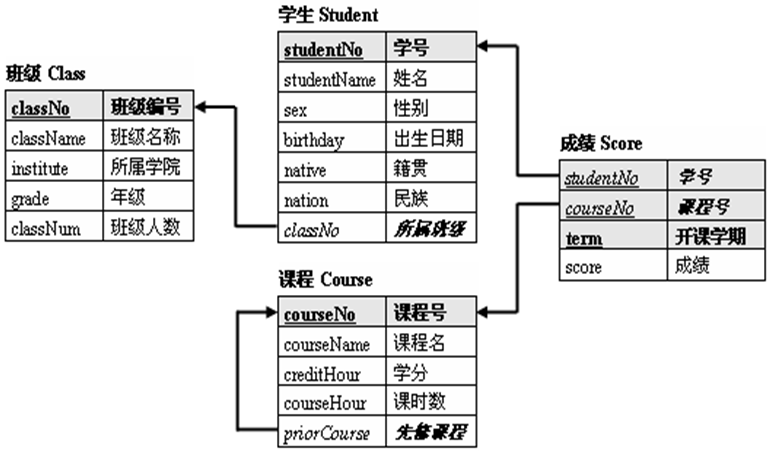 班级 Class
classNo 班级编号
className 班级名称
institute 所属学院
grade 年级
classNum 班级人数
学生 Student
studentNo 学号
studentName 姓名
sex 性别
birthday 出生日期
native 籍贯
nation 民族
classNo 所属班级
课程 Course
courseNo 课程号
courseName 课程名
creditHour 学分
courseHour 课时数
priorCourse 先修课程
成绩 Score
studentNo 学号
courseNo 课程号
term 开课学期
score 成绩